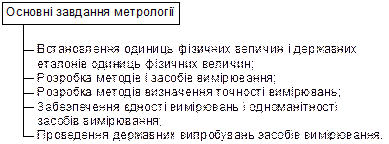 Основні завдання метрології
Встановлення одиниць фізичних величин і державних
еталонів одиниць фізичних величин;
Розробка методів і засобів вимірювання;
Розробка методів визначення точності вимірювань;
Забезпечення єдності вимірювань і одноманітності
засобів вимірювання;
Проведення державних випробувань засобів вимірювання.